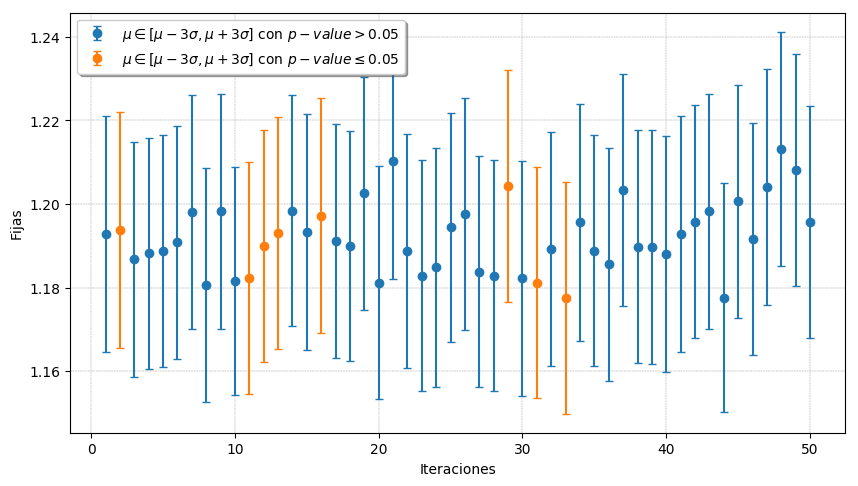 μ ∈ [μ − 3σ, μ + 3σ] con p − value > 0.05
μ ∈ [μ − 3σ, μ + 3σ] con p − value ≤ 0.05
1.24
1.22
1.20
1.18
1.16
Fijas
0 10 20 30 40 50
Iteraciones